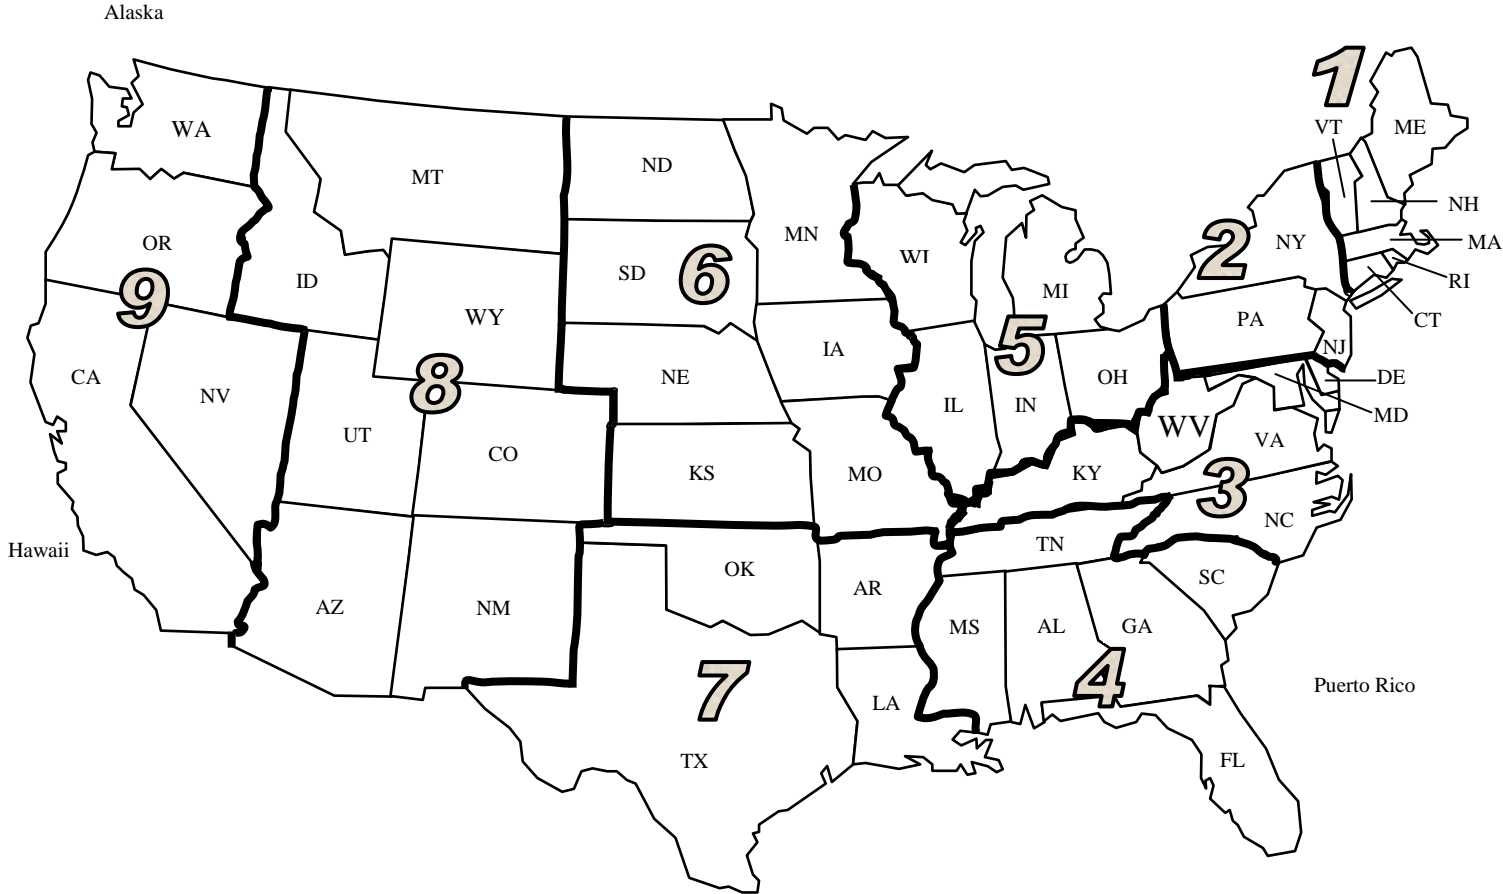 Alaska
1
VT
ME
WA
ND
MT
NH
MN
OR
2
NY
MA
WI
SD
6
ID
RI
MI
9
WY
PA
CT
5
NJ
IA
CA
NE
OH
DE
8
NV
IL
IN
MD
WV
UT
VA
CO
KY
KS
MO
3
NC
Hawaii
TN
OK
SC
AR
AZ
NM
MS
AL
GA
4
Puerto Rico
7
LA
TX
FL